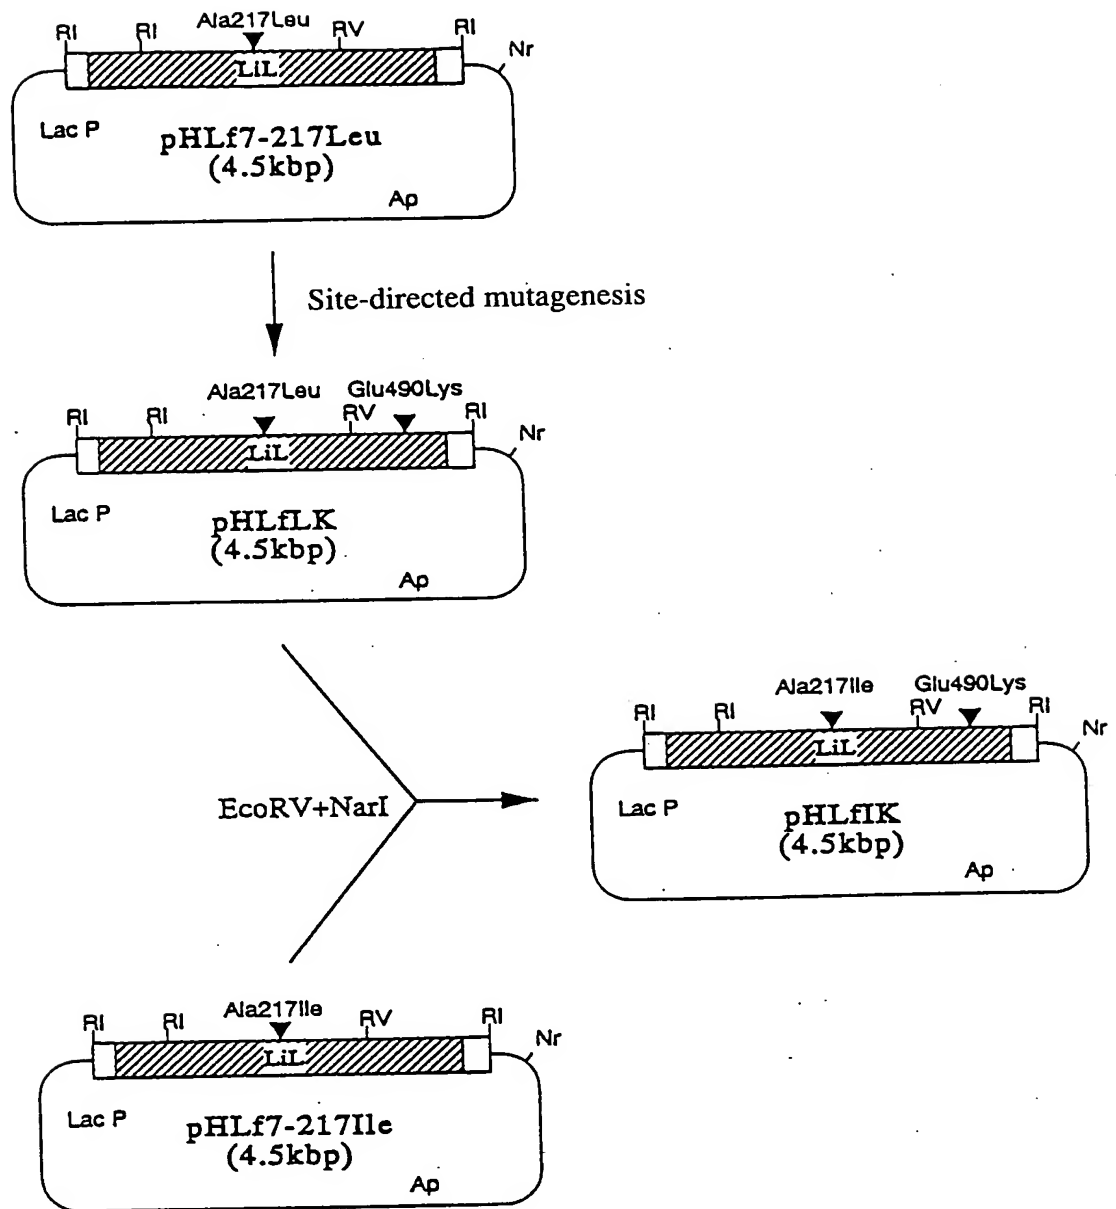 Ala217Leu
RI RI RV RI Nr
LiL
Lac P
pHLf7-217Leu
(4.5kbp)
Ap
Site-directed mutagenesis
Ala217Leu Glu490Lys
RI RI RV RI Nr
LiL
Lac P
pHLfLK
(4.5kbp)
Ap
EcoRV+NarI
Ala217Ile Glu490Lys
RI RI RV RI Nr
LiL
Lac P
pHLfIK
(4.5kbp)
Ap
Ala217Ile
RI RI RV RI Nr
LiL
Lac P
pHLf7-217Ile
(4.5kbp)
Ap